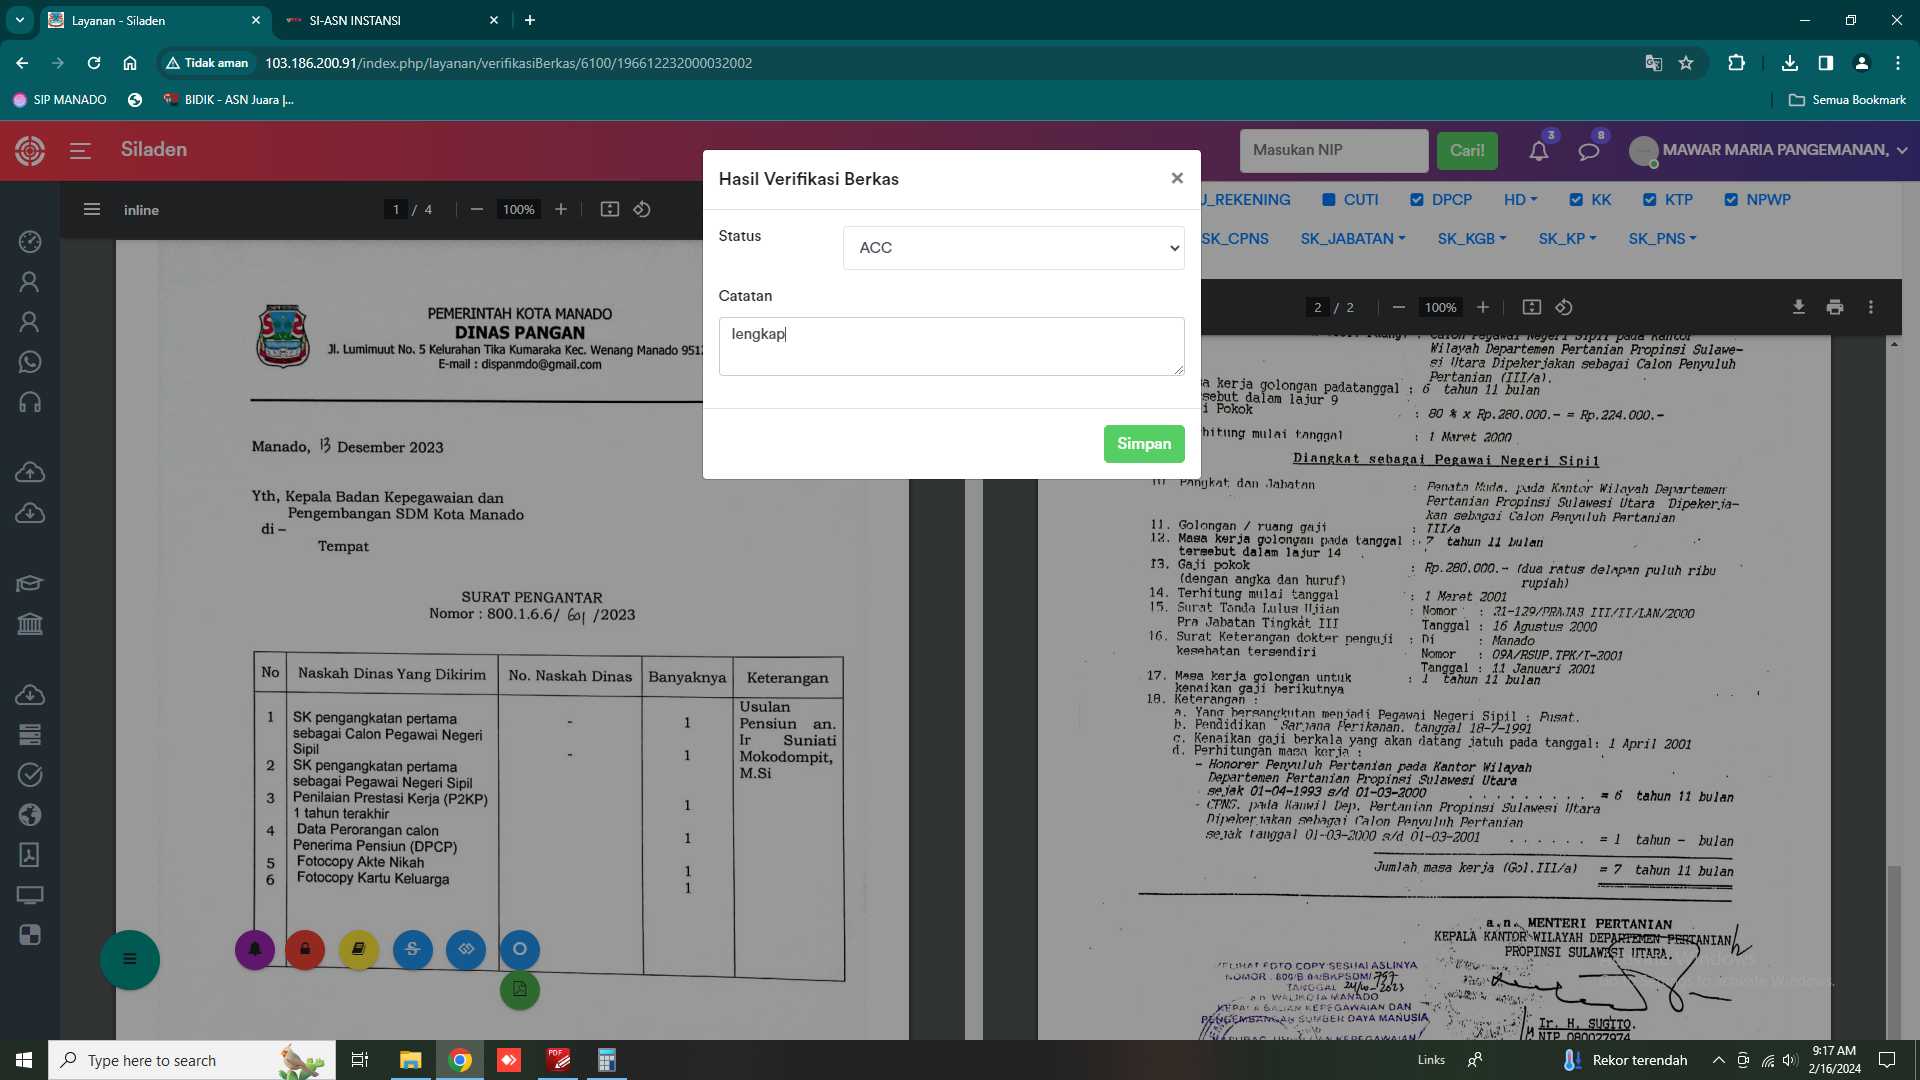 Layanan - Siladen
SI-ASN INSTANSI
Tidak aman
103.186.200.91/index.php/layanan/verifikasiBerkas/6100/196612232000032002
SIP MANADO
BIDIK - ASN Juara |...
Semua Bookmark
Siladen
Masukan NIP
Cari!
3
8
MAWAR MARIA PANGEMANAN,
inline
1 / 4
100%
Hasil Verifikasi Berkas
Status
ACC
Catatan
lengkap
Simpan
J_REKENING
CUTI
DPCP
HD
KK
KTP
NPWP
SK_CPNS
SK_JABATAN
SK_KGB
SK_KP
SK_PNS
2 / 2
100%
PEMERINTAH KOTA MANADO
DINAS PANGAN
Jl. Lumimuut No. 5 Kelurahan Tika Kumaraka Kec. Wenang Manado 9512
E-mail : dispanmdo@gmail.com
Manado, 13 Desember 2023
Yth, Kepala Badan Kepegawaian dan
Pengembangan SDM Kota Manado
di –
Tempat
SURAT PENGANTAR
Nomor : 800.1.6.6/ 601 /2023
No
Naskah Dinas Yang Dikirim
No. Naskah Dinas
Banyaknya
Keterangan
1 SK pengangkatan pertama
sebagai Calon Pegawai Negeri
Sipil
- 1
2 SK pengangkatan pertama
sebagai Pegawai Negeri Sipil
- 1
3 Penilaian Prestasi Kerja (P2KP)
1 tahun terakhir
1
4 Data Perorangan calon
Penerima Pensiun (DPCP)
1
5 Fotocopy Akte Nikah
1
6 Fotocopy Kartu Keluarga
1
Usulan
Pensiun an.
Ir Suniati
Mokodompit,
M.Si
Wilayah Departemen Pertanian Propinsi Sulawe-
si Utara Dipekerjakan sebagai Calon Penyuluh
Pertanian (III/a).
sa kerja golongan padatanggal : 6 tahun 11 bulan
rsebut dalam lajur 9
i Pokok : 80 % x Rp.280.000.- = Rp.224.000.-
rhitung mulai tanggal : 1 Maret 2000
Diangkat sebagai Pegawai Negeri Sipil
10. Pangkat dan Jabatan : Penata Muda, pada Kantor Wilayah Departemen
Pertanian Propinsi Sulawesi Utara Dipekerja-
kan sebagai Calon Penyuluh Pertanian
11. Golongan / ruang gaji : III/a
12. Masa kerja golongan pada tanggal : 7 tahun 11 bulan
tersebut dalam lajur 14
13. Gaji pokok : Rp.280.000.- (dua ratus delapan puluh ribu
(dengan angka dan huruf) rupiah)
14. Terhitung mulai tanggal : 1 Maret 2001
15. Surat Tanda Lulus Ujian : Nomor : 21-129/PRAJAB III/II/LAN/2000
Pra Jabatan Tingkat III Tanggal : 16 Agustus 2000
16. Surat Keterangan dokter penguji : Di : Manado
kesehatan tersendiri Nomor : 09A/RSUP.TPK/I-2001
Tanggal : 11 Januari 2001
17. Masa kerja golongan untuk : 1 tahun 11 bulan
kenaikan gaji berikutnya
18. Keterangan :
a. Yang bersangkutan menjadi Pegawai Negeri Sipil : Pusat.
b. Pendidikan Sarjana Perikanan, tanggal 18-7-1991
c. Kenaikan gaji berkala yang akan datang jatuh pada tanggal: 1 April 2001
d. Perhitungan masa kerja :
- Honorer Penyuluh Pertanian pada Kantor Wilayah
Departemen Pertanian Propinsi Sulawesi Utara
sejak 01-04-1993 s/d 01-03-2000 . . . . . . . . . . = 6 tahun 11 bulan
- CPNS. pada Kanwil Dep. Pertanian Propinsi Sulawesi Utara
Dipekerjakan sebagai Calon Penyuluh Pertanian
sejak tanggal 01-03-2000 s/d 01-03-2001 . . . . . . = 1 tahun - bulan
Jumlah masa kerja (Gol.III/a) = 7 tahun 11 bulan
a.n. MENTERI PERTANIAN
KEPALA KANTOR WILAYAH DEPARTEMEN PERTANIAN
PROPINSI SULAWESI UTARA.
FOTO COPY SESUAI ASLINYA
TANGGAL 24/10-2023
a.n WALIKOTA MANADO
KEPALA BADAN KEPEGAWAIAN DAN
PENGEMBANGAN SUMBER DAYA MANUSIA
Ir. H. SUGITO.
NIP 080027974
Type here to search
Links
Rekor terendah
9:17 AM
2/16/2024